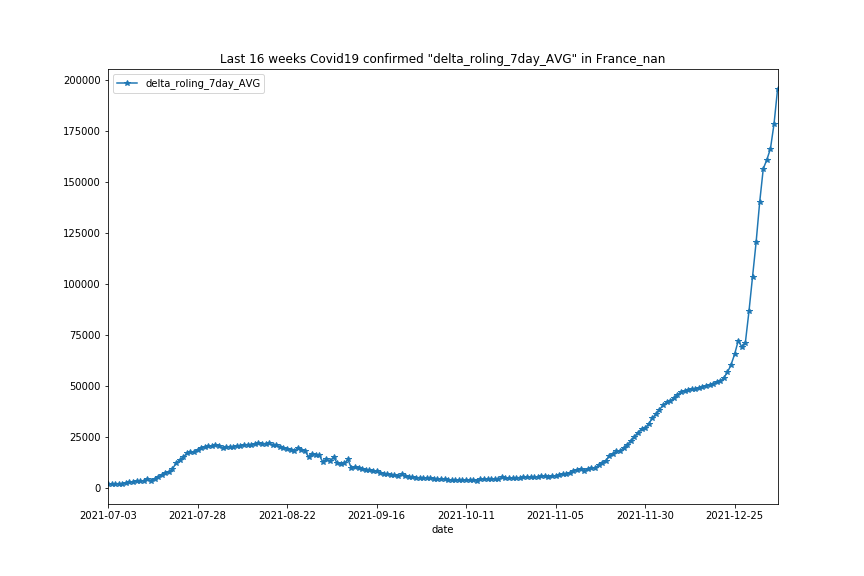 Last 16 weeks Covid19 confirmed "delta_roling_7day_AVG" in France_nan
delta_roling_7day_AVG
200000
175000
150000
125000
100000
75000
50000
25000
0
2021-07-03 2021-07-28 2021-08-22 2021-09-16 2021-10-11 2021-11-05 2021-11-30 2021-12-25
date